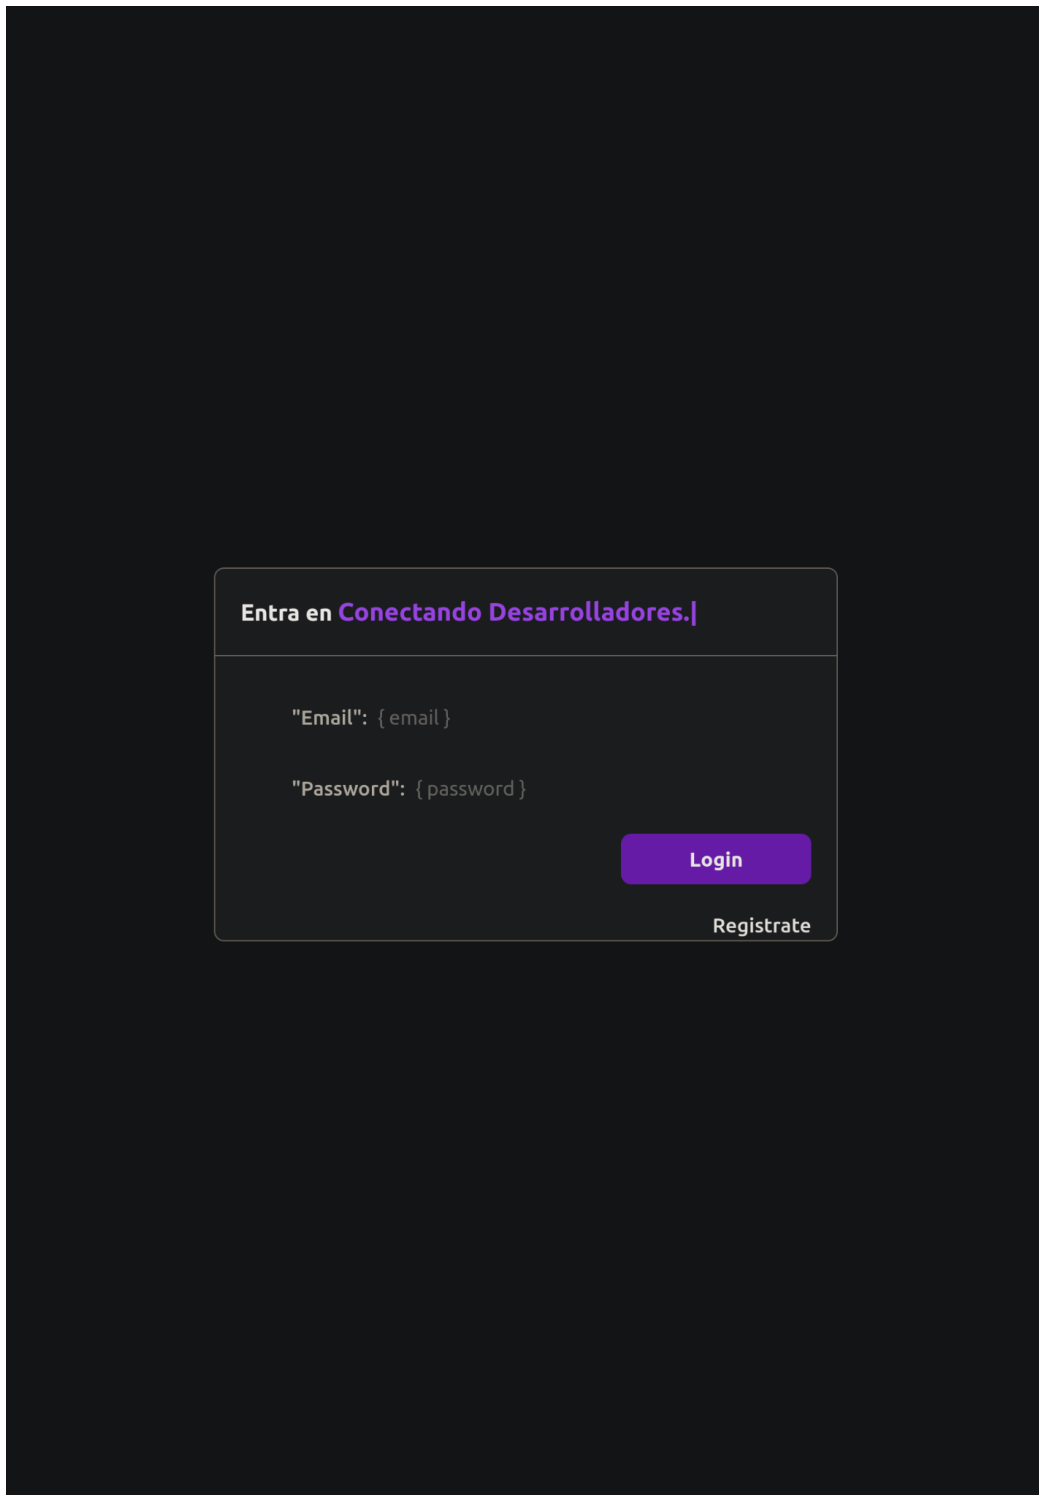 Entra en Conectando Desarrolladores.|
"Email": { email }
"Password": { password }
Login
Registrate